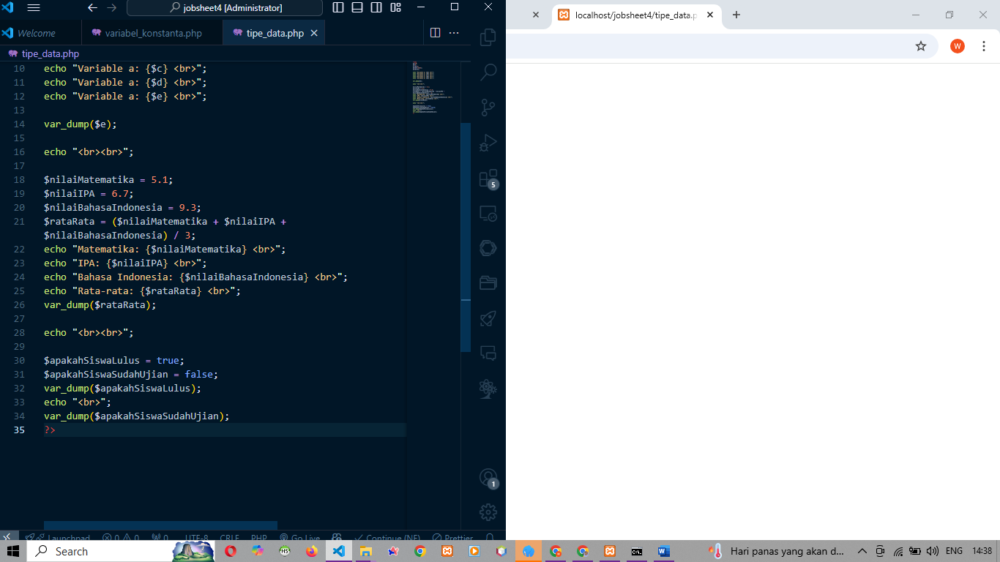 jobsheet4 [Administrator]
Welcome
variabel_konstanta.php
tipe_data.php
tipe_data.php
10 echo "Variable a: {$c} <br>";
11 echo "Variable a: {$d} <br>";
12 echo "Variable a: {$e} <br>";
13
14 var_dump($e);
15
16 echo "<br><br>";
17
18 $nilaiMatematika = 5.1;
19 $nilaiIPA = 6.7;
20 $nilaiBahasaIndonesia = 9.3;
21 $rataRata = ($nilaiMatematika + $nilaiIPA +
$nilaiBahasaIndonesia) / 3;
22 echo "Matematika: {$nilaiMatematika} <br>";
23 echo "IPA: {$nilaiIPA} <br>";
24 echo "Bahasa Indonesia: {$nilaiBahasaIndonesia} <br>";
25 echo "Rata-rata: {$rataRata} <br>";
26 var_dump($rataRata);
27
28 echo "<br><br>";
29
30 $apakahSiswaLulus = true;
31 $apakahSiswaSudahUjian = false;
32 var_dump($apakahSiswaLulus);
33 echo "<br>";
34 var_dump($apakahSiswaSudahUjian);
35 ?>
5
1
Launchpad 0 0 0 UTF-8 CRLF PHP Go Live Continue (NE) Prettier
localhost/jobsheet4/tipe_data.p
W
Search
HS
Hari panas yang akan d...
ENG
14:38